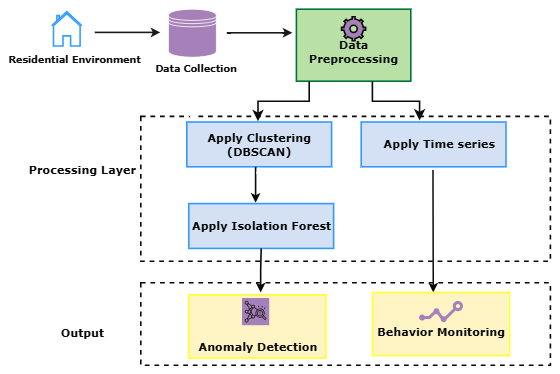 Residential Environment
Data Collection
Data
Preprocessing
Processing Layer
Apply Clustering
(DBSCAN)
Apply Time series
Apply Isolation Forest
Output
Anomaly Detection
Behavior Monitoring